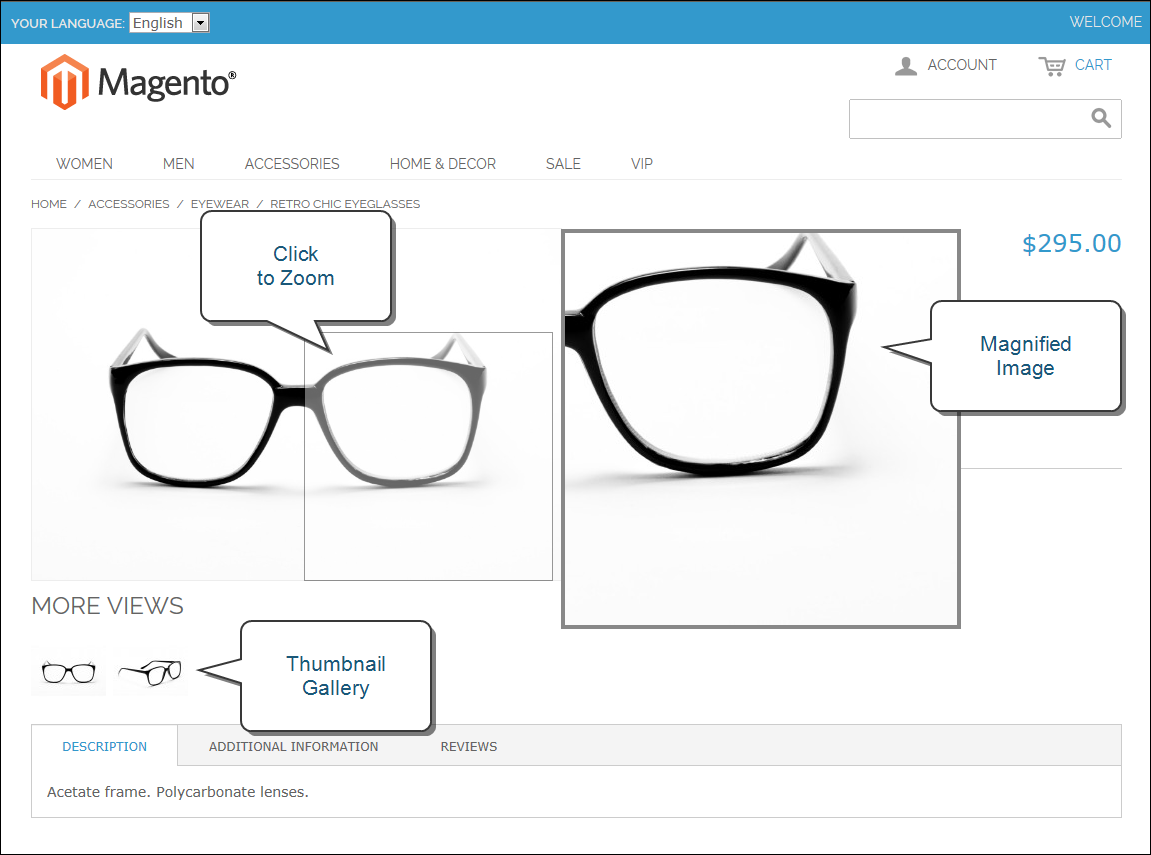 YOUR LANGUAGE: English
WELCOME
Magento®
ACCOUNT
CART
WOMEN MEN ACCESSORIES HOME & DECOR SALE VIP
HOME / ACCESSORIES / EYEWEAR / RETRO CHIC EYEGLASSES
Click
to Zoom
$295.00
Magnified
Image
MORE VIEWS
Thumbnail
Gallery
DESCRIPTION ADDITIONAL INFORMATION REVIEWS
Acetate frame. Polycarbonate lenses.